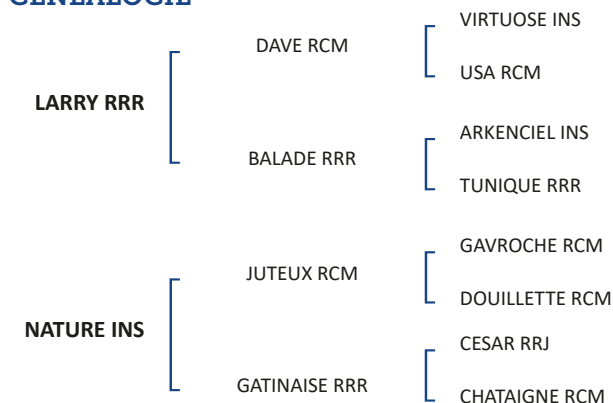 GÉNÉALOGIE
VIRTUOSE INS
DAVE RCM
USA RCM
LARRY RRR
ARKENCIEL INS
BALADE RRR
TUNIQUE RRR
GAVROCHE RCM
JUTEUX RCM
DOUILLETTE RCM
NATURE INS
CESAR RRJ
GATINAISE RRR
CHATAIGNE RCM